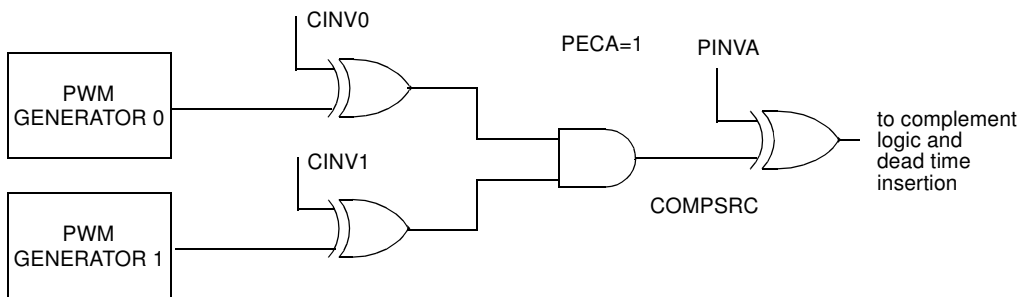 CINV0
PECA=1
PINVA
PWM
GENERATOR 0
to complement
logic and
dead time
insertion
CINV1
COMPSRC
PWM
GENERATOR 1